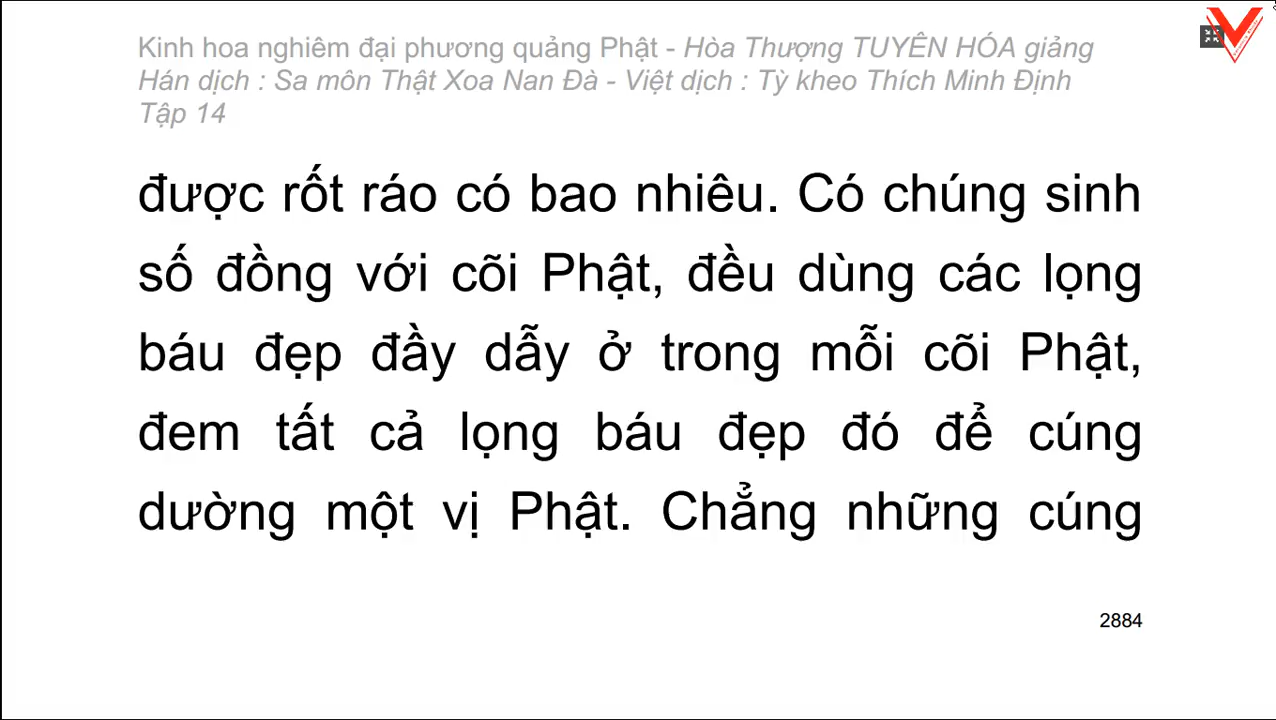 Kinh hoa nghiêm đại phương quảng Phật - Hòa Thượng TUYÊN HÓA giảng
Hán dịch : Sa môn Thật Xoa Nan Đà - Việt dịch : Tỳ kheo Thích Minh Định
Tập 14
được rốt ráo có bao nhiêu. Có chúng sinh
số đồng với cõi Phật, đều dùng các lọng
báu đẹp đầy dẫy ở trong mỗi cõi Phật,
đem tất cả lọng báu đẹp đó để cúng
dường một vị Phật. Chẳng những cúng
2884